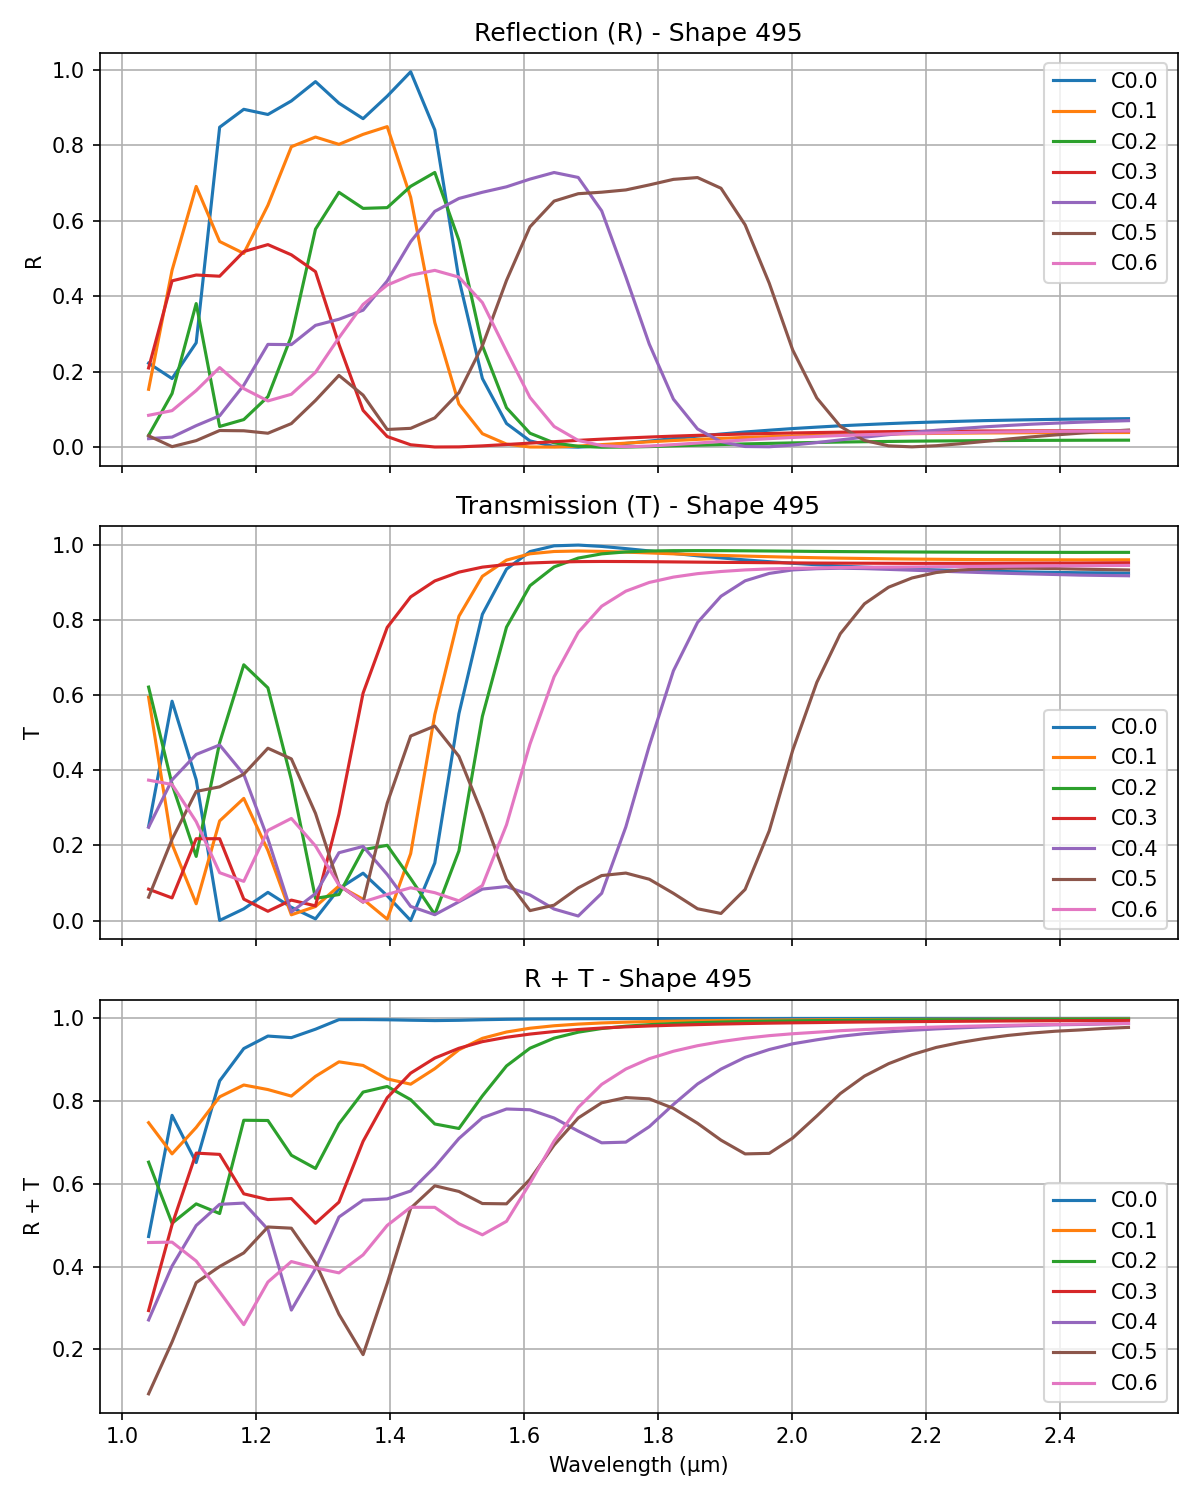 Reflection (R) - Shape 495
1.0
0.8
0.6
0.4
0.2
0.0
R
C0.0
C0.1
C0.2
C0.3
C0.4
C0.5
C0.6
Transmission (T) - Shape 495
1.0
0.8
0.6
0.4
0.2
0.0
T
C0.0
C0.1
C0.2
C0.3
C0.4
C0.5
C0.6
R + T - Shape 495
1.0
0.8
0.6
0.4
0.2
R + T
C0.0
C0.1
C0.2
C0.3
C0.4
C0.5
C0.6
1.0 1.2 1.4 1.6 1.8 2.0 2.2 2.4
Wavelength (μm)